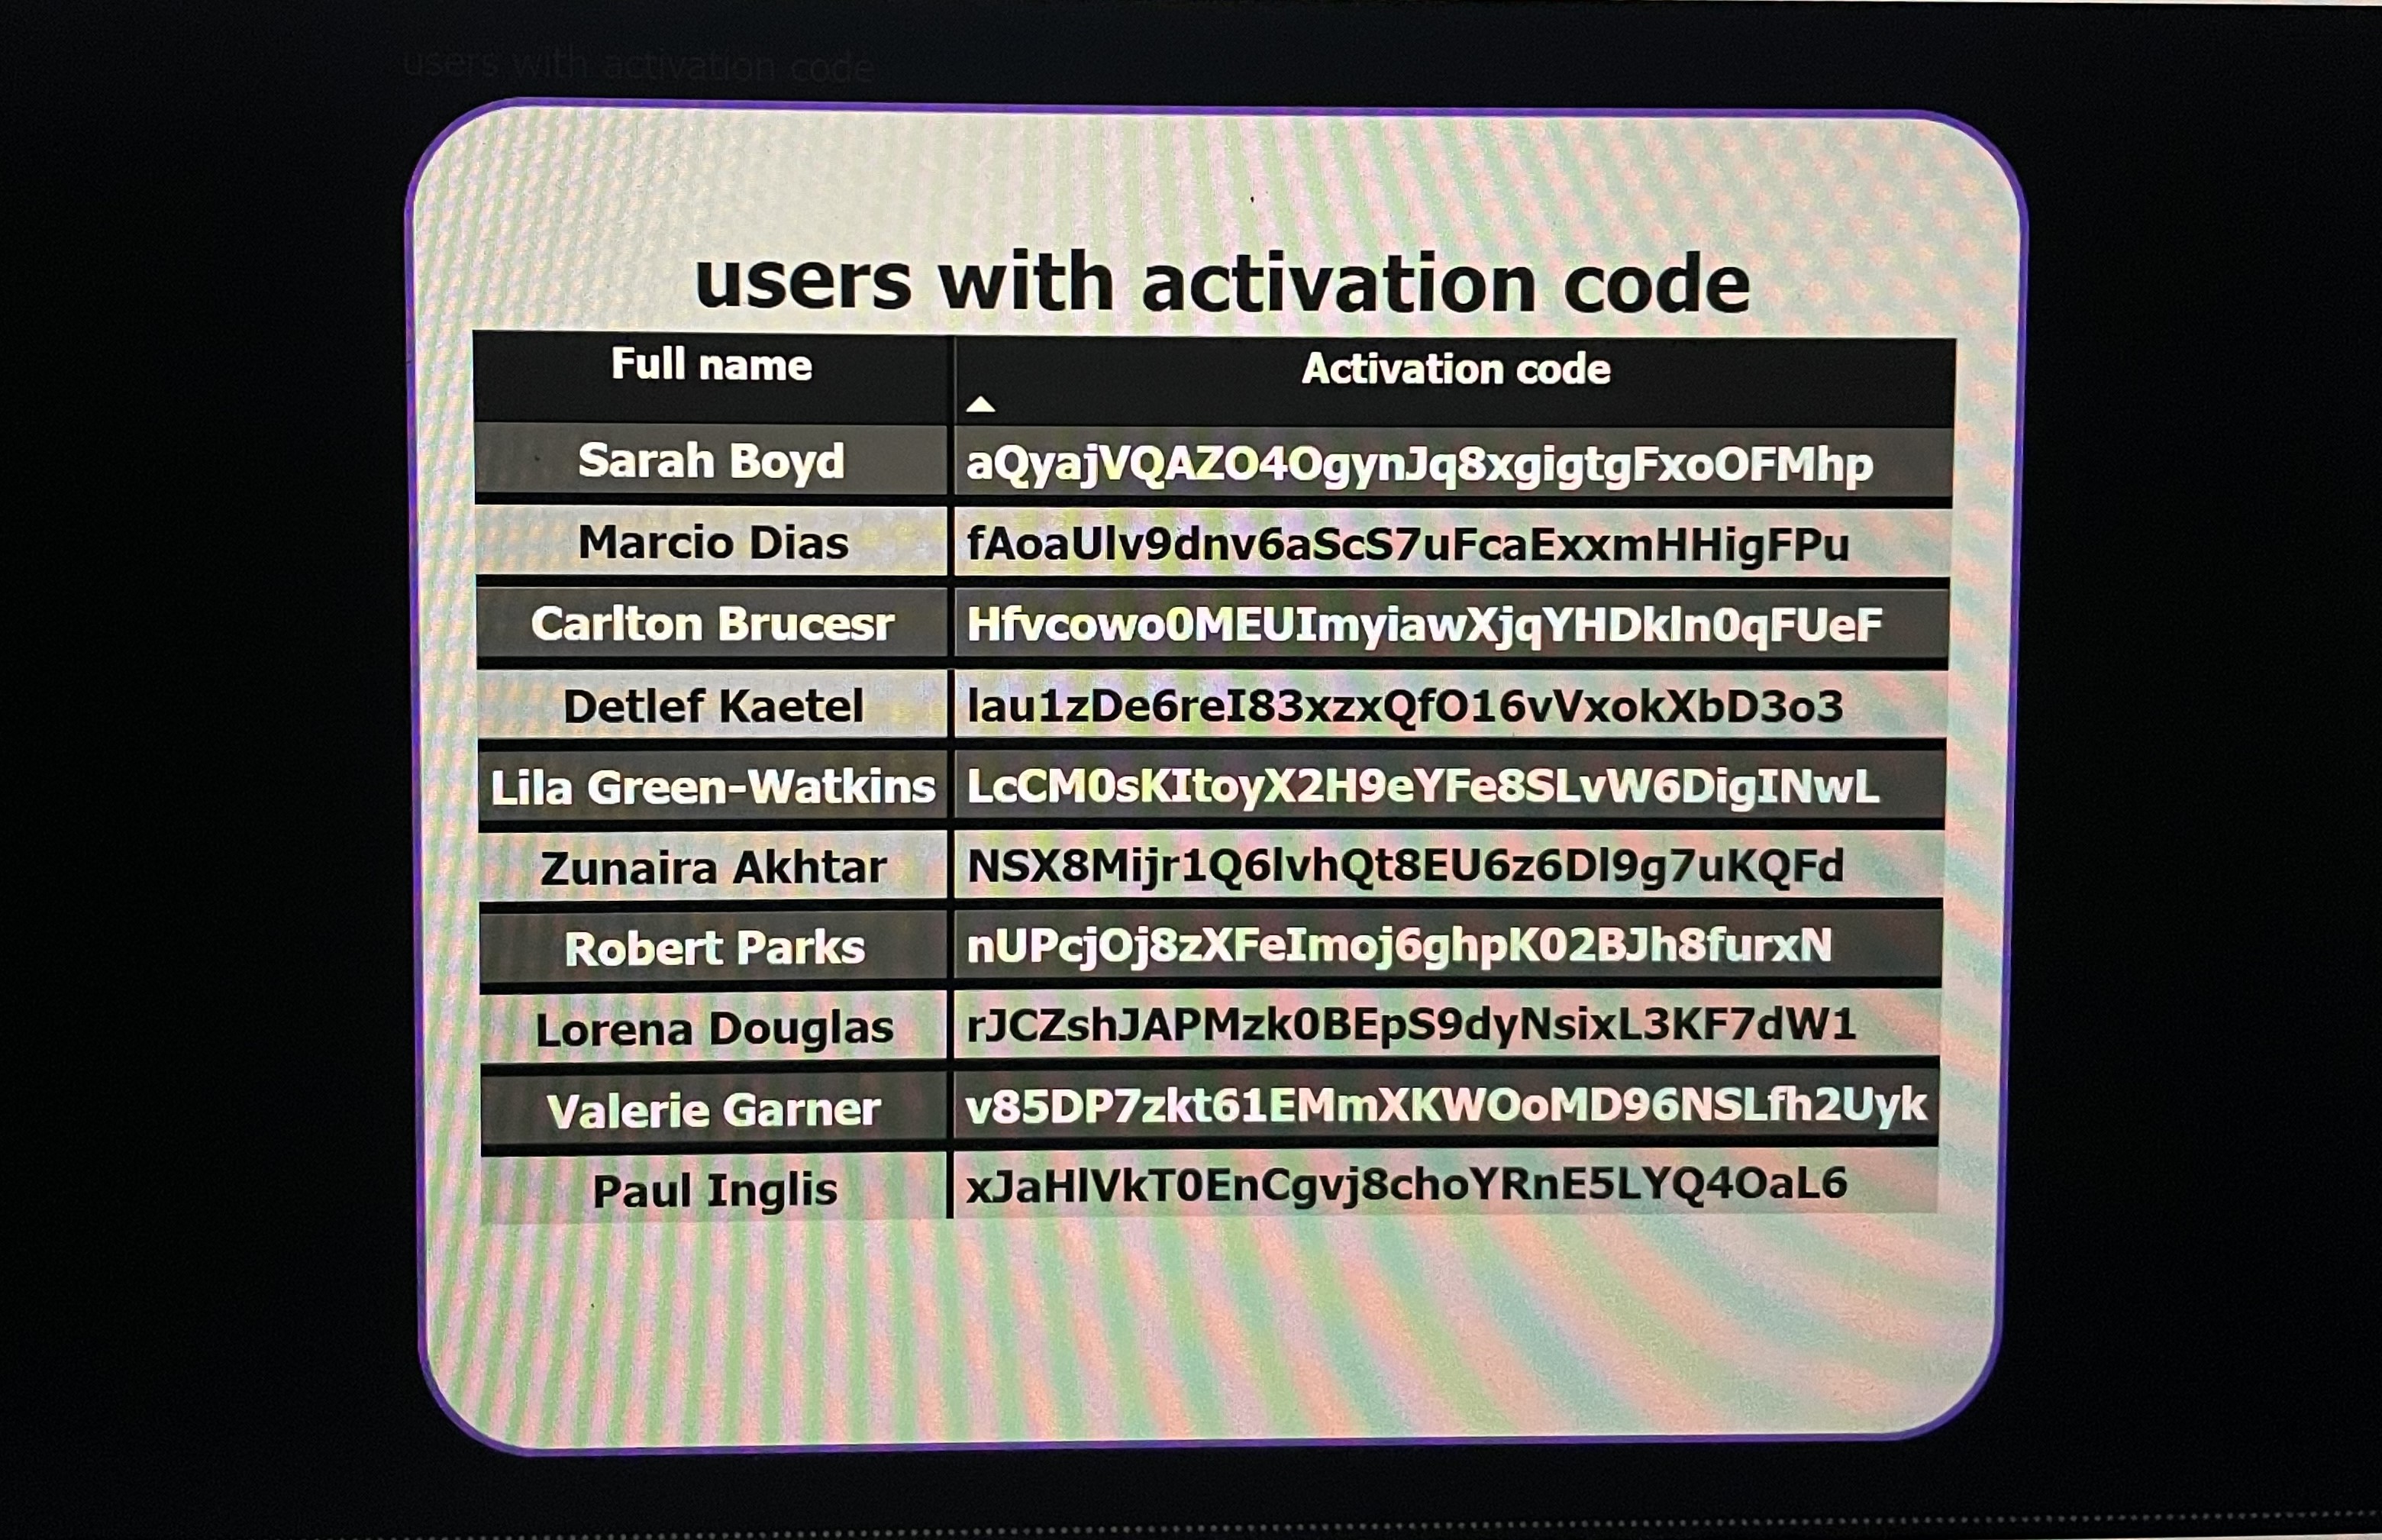 users with activation code
users with activation code
Full name Activation code
Sarah Boyd aQyajVQAZO4OgynJq8xgigtgFxoOFMhp
Marcio Dias fAoaUlv9dnv6aScS7uFcaExxmHHigFPu
Carlton Brucesr Hfvcowo0MEUImyiawXjqYHDkln0qFUeF
Detlef Kaetel lau1zDe6reI83xzxQfO16vVxokXbD3o3
Lila Green-Watkins LcCM0sKItoyX2H9eYFe8SLvW6DigINwL
Zunaira Akhtar NSX8Mijr1Q6lvhQt8EU6z6Dl9g7uKQFd
Robert Parks nUPcjOj8zXFeImoj6ghpK02BJh8furxN
Lorena Douglas rJCZshJAPMzk0BEpS9dyNsixL3KF7dW1
Valerie Garner v85DP7zkt61EMmXKWOoMD96NSLfh2Uyk
Paul Inglis xJaHlVkT0EnCgvj8choYRnE5LYQ4OaL6